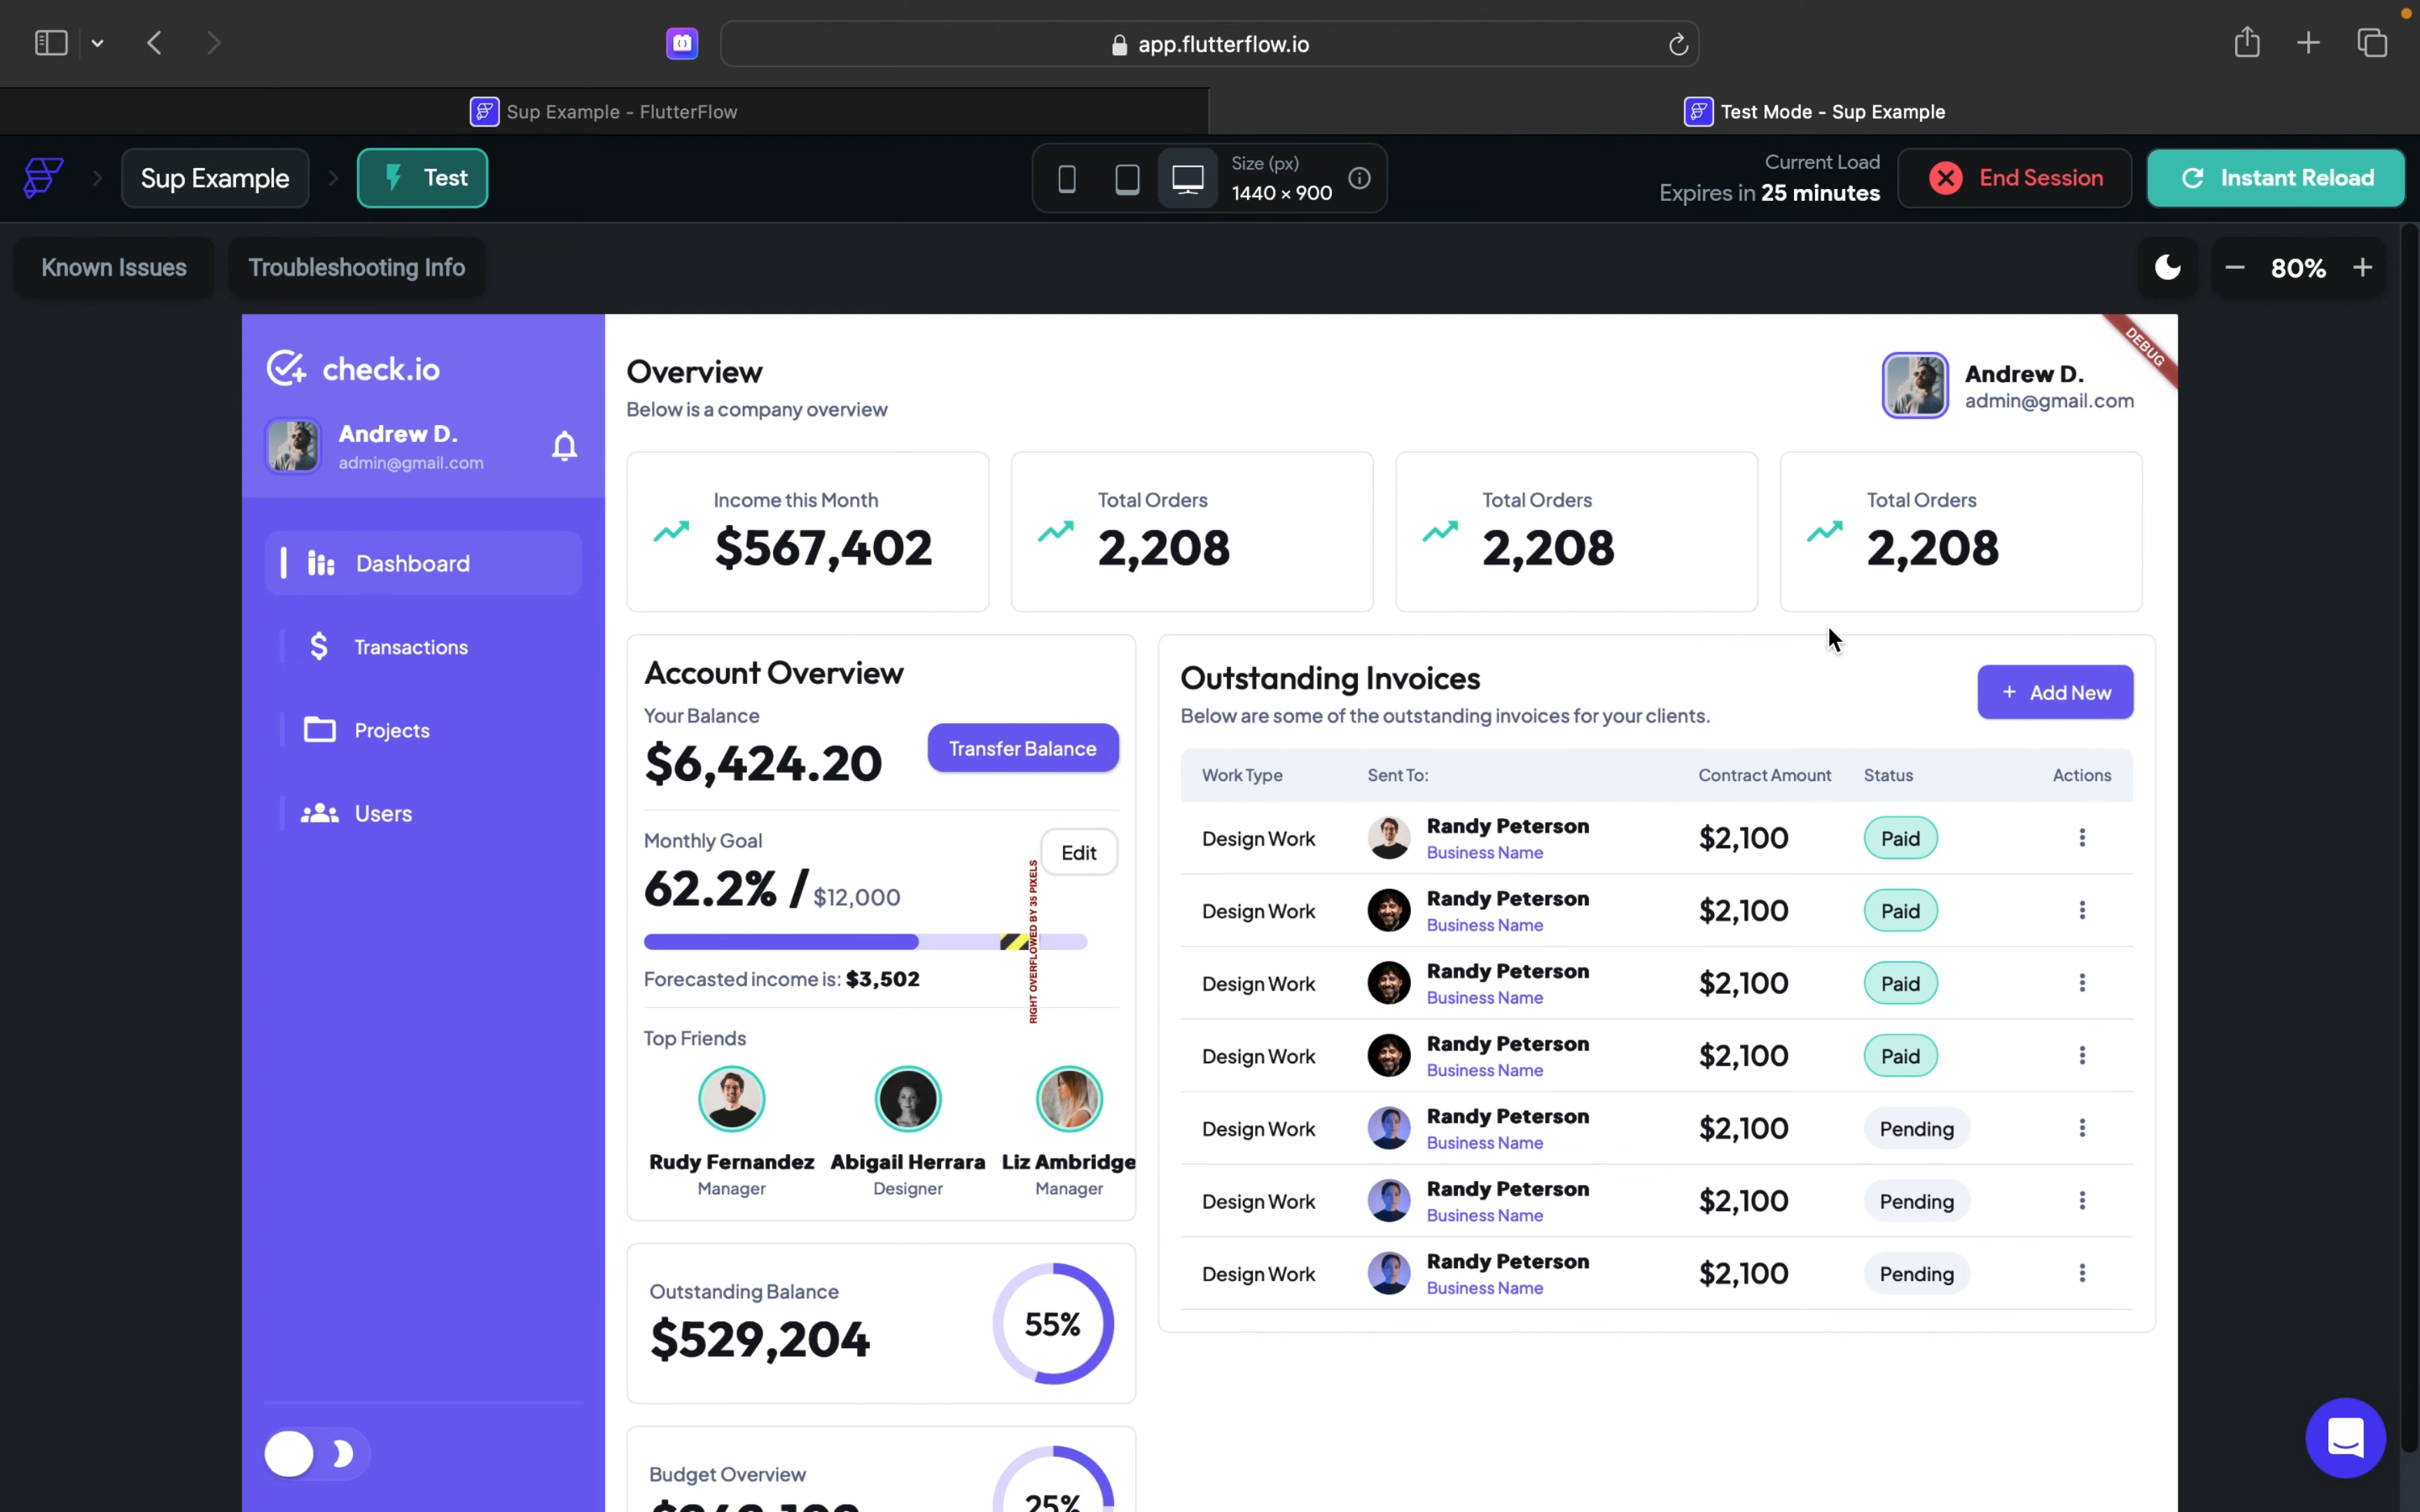 app.flutterflow.io
Sup Example - FlutterFlow
Test Mode - Sup Example
Sup Example
Test
Size (px)
1440 × 900
Current Load
Expires in 25 minutes
End Session
Instant Reload
Known Issues
Troubleshooting Info
80%
check.io
Andrew D.
admin@gmail.com
Dashboard
Transactions
Projects
Users
Overview
Below is a company overview
Andrew D.
admin@gmail.com
DEBUG
Income this Month
$567,402
Total Orders
2,208
Total Orders
2,208
Total Orders
2,208
Account Overview
Your Balance
$6,424.20
Transfer Balance
Monthly Goal
62.2% / $12,000
Edit
RIGHT OVERFLOWED BY 35 PIXELS
Forecasted income is: $3,502
Top Friends
Rudy Fernandez Abigail Herrara Liz Ambridge
Manager Designer Manager
Outstanding Balance
$529,204
55%
Budget Overview
25%
Outstanding Invoices
Below are some of the outstanding invoices for your clients.
+ Add New
Work Type Sent To: Contract Amount Status Actions
Design Work Randy Peterson $2,100 Paid
Business Name
Design Work Randy Peterson $2,100 Paid
Business Name
Design Work Randy Peterson $2,100 Paid
Business Name
Design Work Randy Peterson $2,100 Paid
Business Name
Design Work Randy Peterson $2,100 Pending
Business Name
Design Work Randy Peterson $2,100 Pending
Business Name
Design Work Randy Peterson $2,100 Pending
Business Name